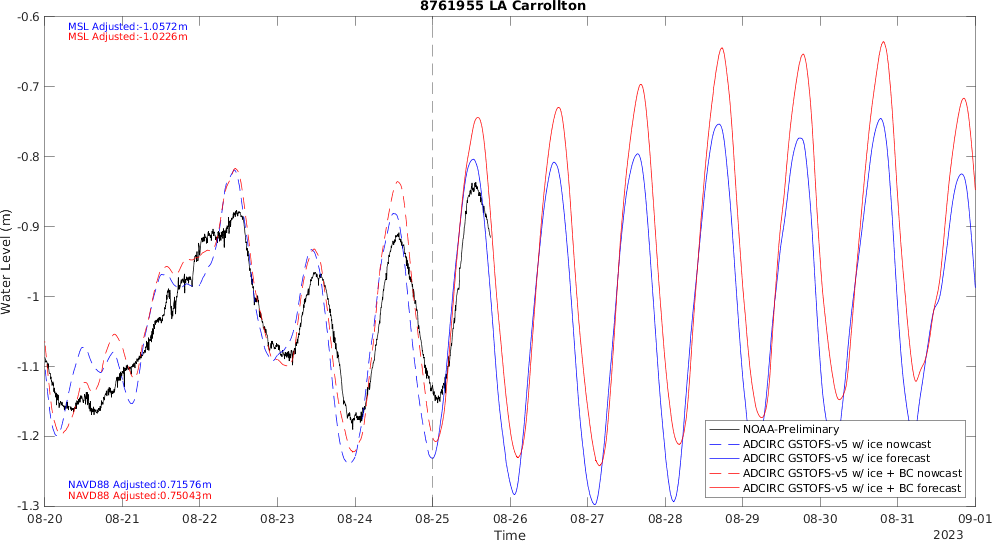 8761955 LA Carrollton
MSL Adjusted:-1.0572m
MSL Adjusted:-1.0226m
Water Level (m)
-0.6
-0.7
-0.8
-0.9
-1
-1.1
-1.2
-1.3
NAVD88 Adjusted:0.71576m
NAVD88 Adjusted:0.75043m
NOAA-Preliminary
ADCIRC GSTOFS-v5 w/ ice nowcast
ADCIRC GSTOFS-v5 w/ ice forecast
ADCIRC GSTOFS-v5 w/ ice + BC nowcast
ADCIRC GSTOFS-v5 w/ ice + BC forecast
08-20 08-21 08-22 08-23 08-24 08-25 08-26 08-27 08-28 08-29 08-30 08-31 09-01
Time
2023